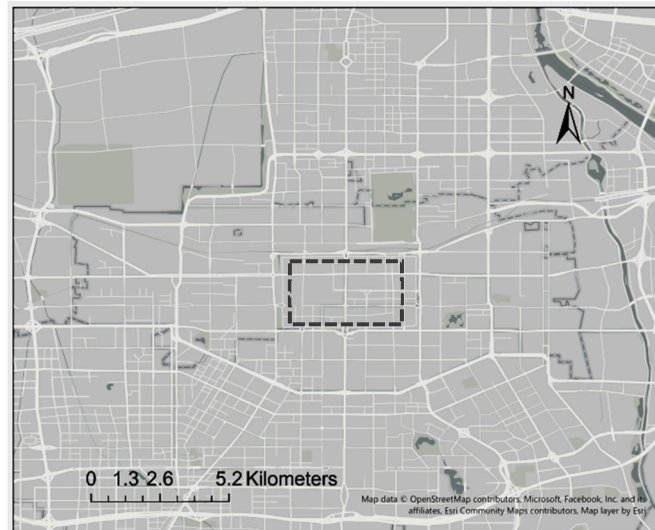 N
0 1.3 2.6 5.2 Kilometers
Map data © OpenStreetMap contributors, Microsoft, Facebook, Inc. and its
affiliates, Esri Community Maps contributors, Map layer by Esri